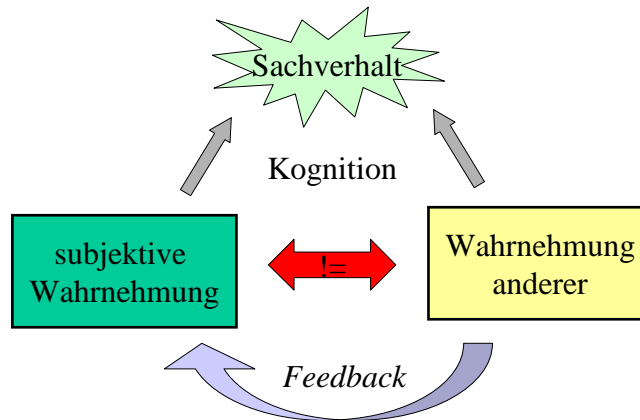 Sachverhalt
Kognition
subjektive
Wahrnehmung
!=
Wahrnehmung
anderer
Feedback